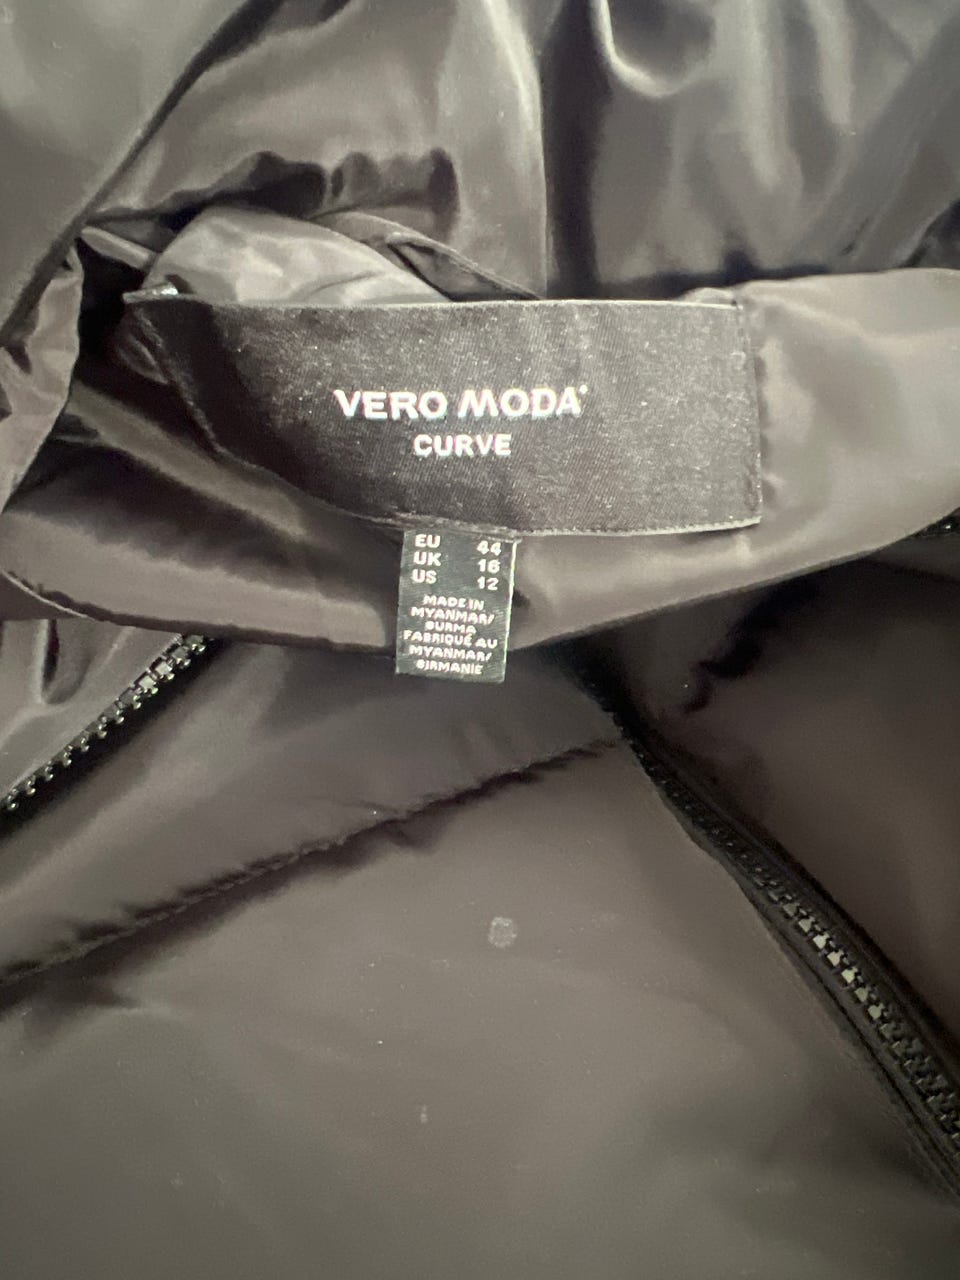 VERO MODA®
CURVE
EU 44
UK 16
US 12
MADE IN
MYANMAR/
BURMA
FABRIQUÉ AU
MYANMAR/
BIRMANIE